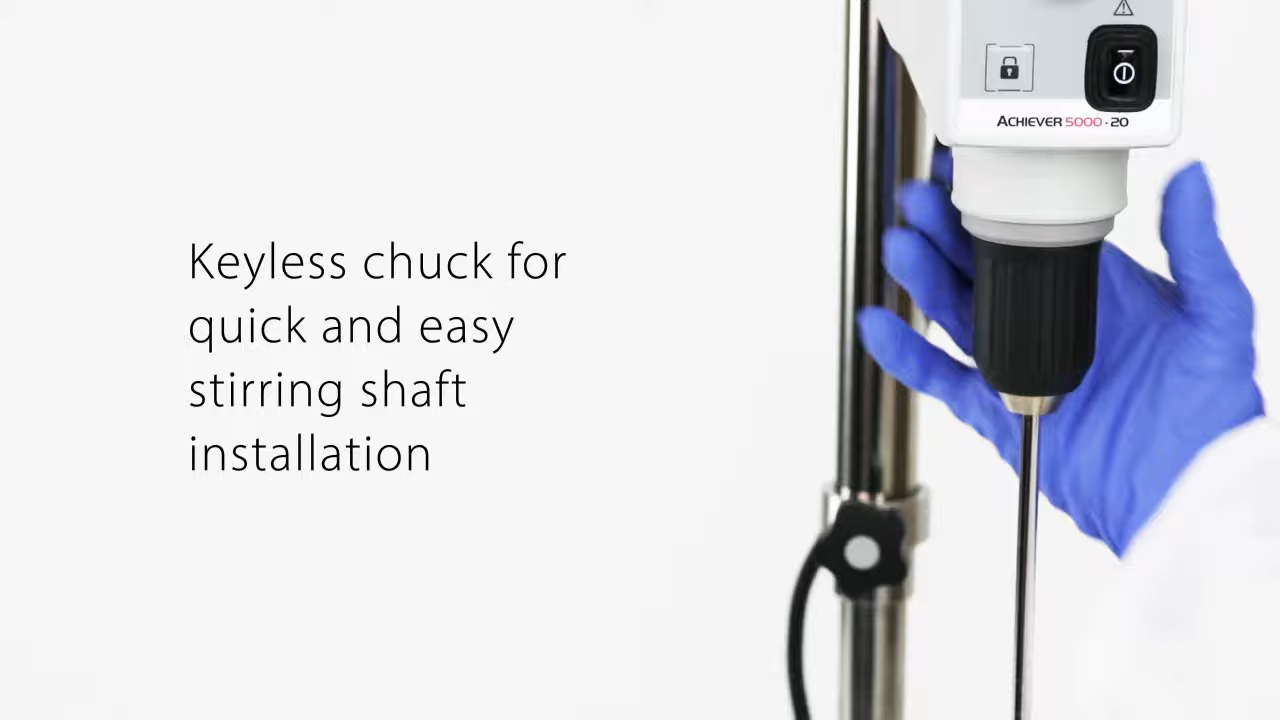 Keyless chuck for
quick and easy
stirring shaft
installation
ACHIEVER 5000 - 20